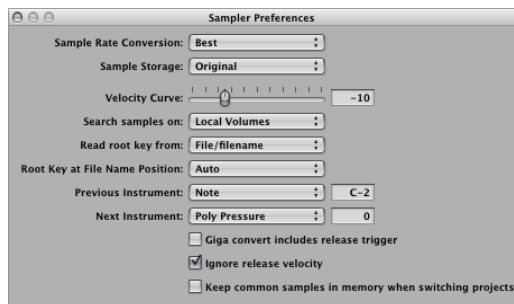 Sampler Preferences
Sample Rate Conversion: Best
Sample Storage: Original
Velocity Curve: -10
Search samples on: Local Volumes
Read root key from: File/filename
Root Key at File Name Position: Auto
Previous Instrument: Note C-2
Next Instrument: Poly Pressure 0
Giga convert includes release trigger
Ignore release velocity
Keep common samples in memory when switching projects